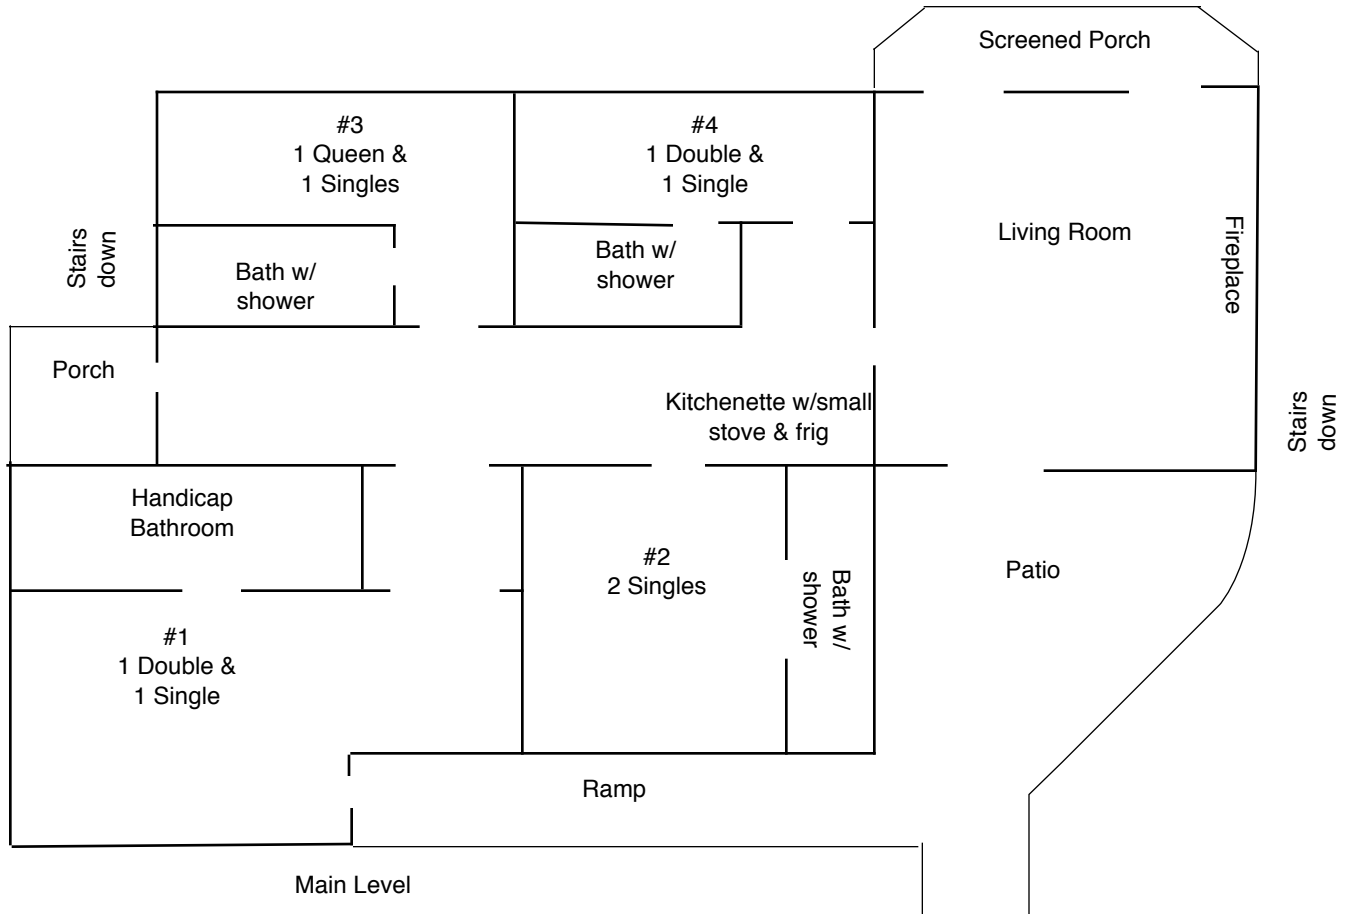 Screened Porch
#3
1 Queen &
1 Singles
#4
1 Double &
1 Single
Stairs
down
Bath w/
shower
Bath w/
shower
Living Room
Fireplace
Porch
Kitchenette w/small
stove & frig
Stairs
down
Handicap
Bathroom
#2
2 Singles
Bath w/
shower
Patio
#1
1 Double &
1 Single
Ramp
Main Level